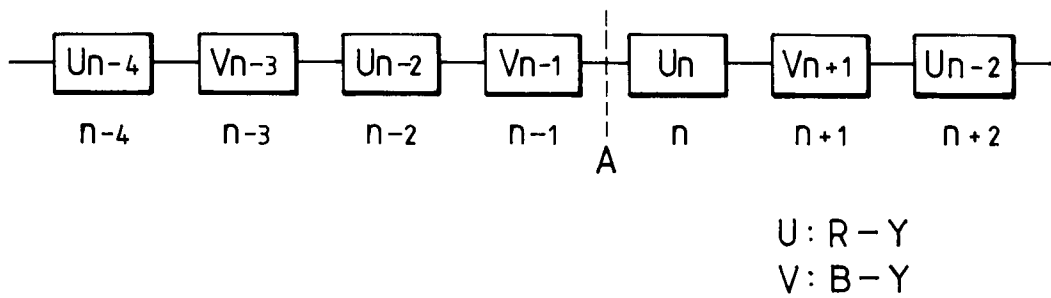 Un-4 Vn-3 Un-2 Vn-1 Un Vn+1 Un-2
n-4 n-3 n-2 n-1 n n+1 n+2
A
U: R-Y
V: B-Y